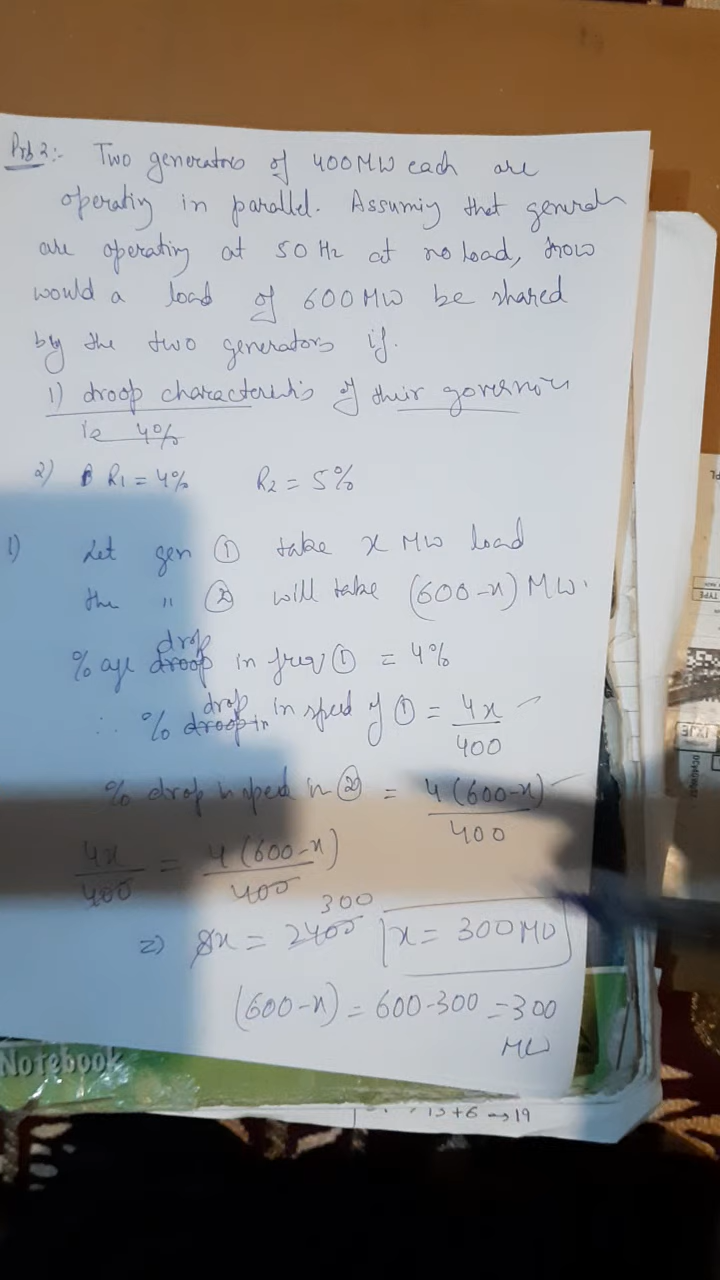 Prb 2:- Two generators of 400MW each are
operating in parallel. Assuming that
are operating at 50 Hz at no load, how
would a load of 600 MW be shared
by the two generators if.
1) droop characteristics of their governors
is 4%
2) R1 = 4% R2 = 5%
1) Let gen ① take x MW load
the " ② will take (600-x) MW.
drop
% age droop in freq ① = 4%
drop
∴ % droop in in speed of ① = 4x
400
% drop in speed in ② = 4(600-x)
400
4x = 4(600-x)
400 400
300
=) 8x = 2400 x = 300MW
(600-x) = 600-300 = 300
MW
Notebook
13+6 → 19
TYPE